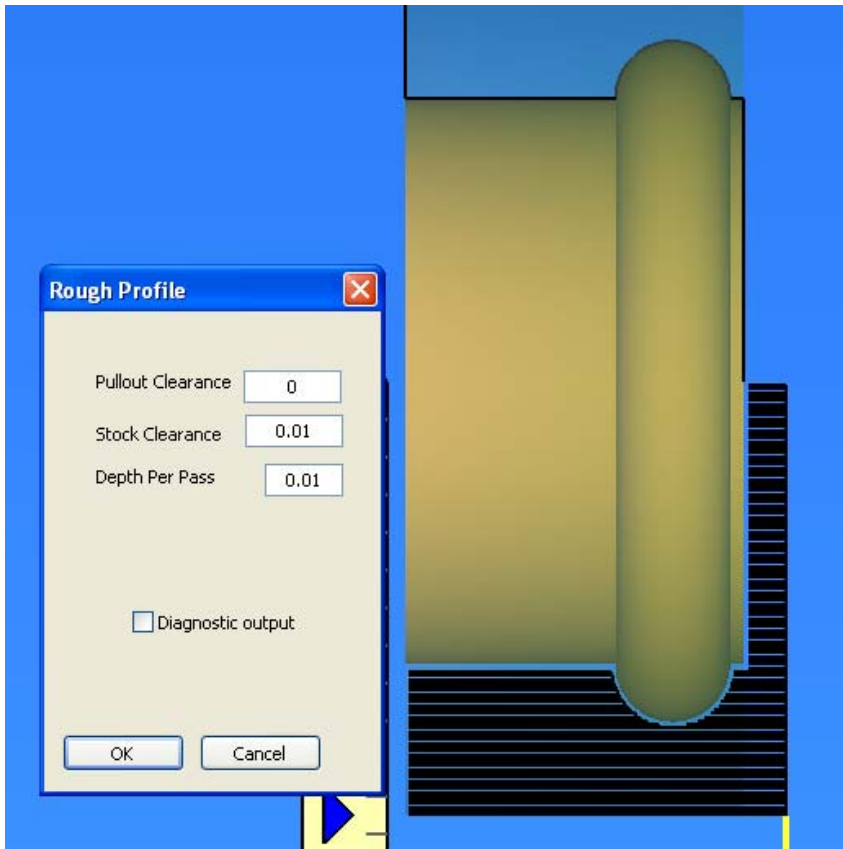 Rough Profile
Pullout Clearance 0
Stock Clearance 0.01
Depth Per Pass 0.01
Diagnostic output
OK Cancel